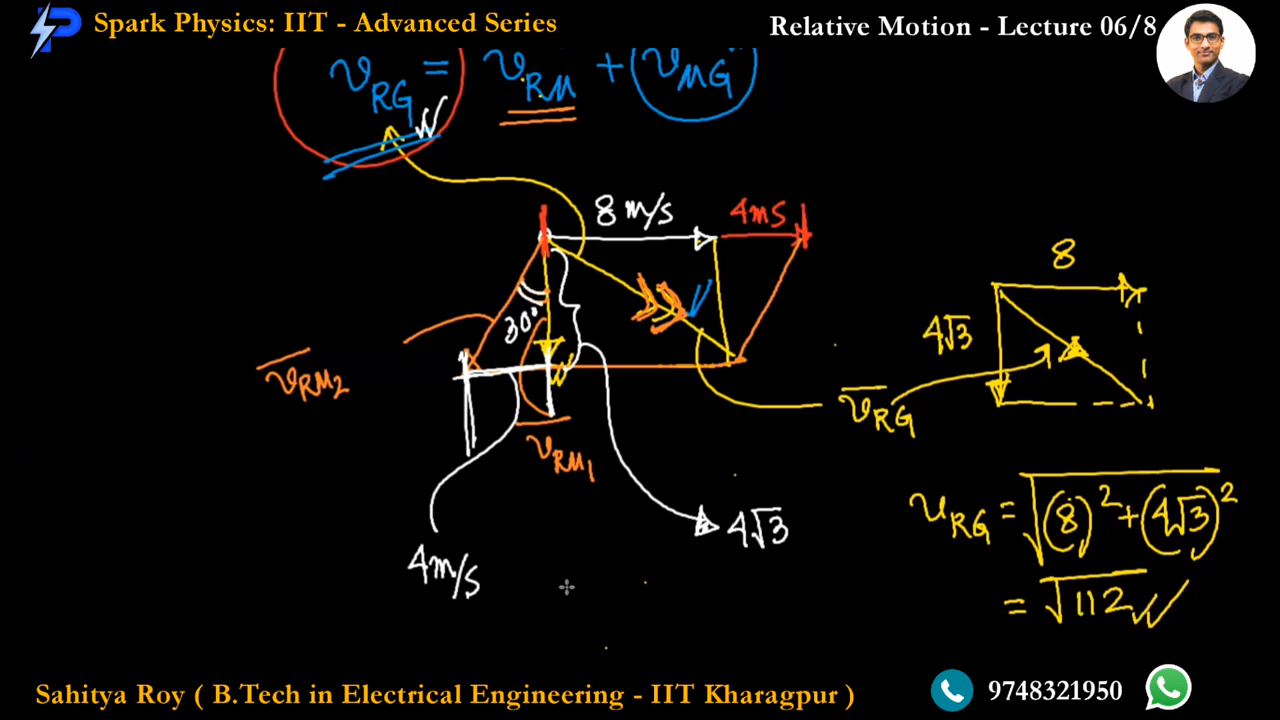 Spark Physics: IIT - Advanced Series
Relative Motion - Lecture 06/8
v_RG = v_RM + (v_MG)
8 m/s
4ms
30°
v_RM2
v_RM1
4m/s
4√3
8
4√3
v_RG
v_RG = √((8)² + (4√3)²)
= √112
Sahitya Roy ( B.Tech in Electrical Engineering - IIT Kharagpur )
9748321950